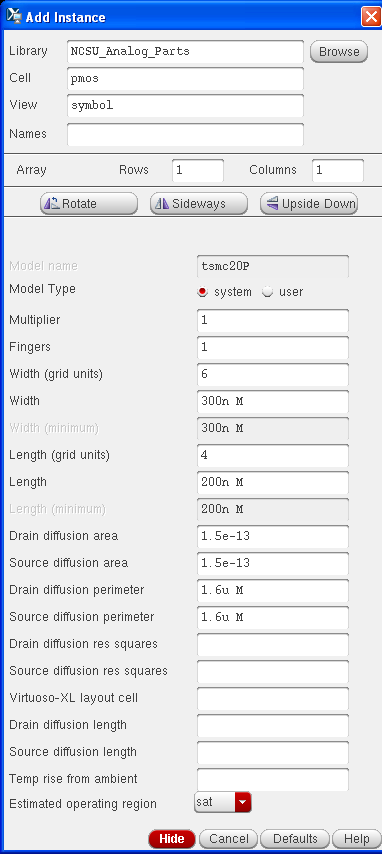 Add Instance
Library NCSU_Analog_Parts Browse
Cell pmos
View symbol
Names
Array Rows 1 Columns 1
Rotate Sideways Upside Down
Model name tsmc20P
Model Type system user
Multiplier 1
Fingers 1
Width (grid units) 6
Width 300n M
Width (minimum) 300n M
Length (grid units) 4
Length 200n M
Length (minimum) 200n M
Drain diffusion area 1.5e-13
Source diffusion area 1.5e-13
Drain diffusion perimeter 1.6u M
Source diffusion perimeter 1.6u M
Drain diffusion res squares
Source diffusion res squares
Virtuoso-XL layout cell
Drain diffusion length
Source diffusion length
Temp rise from ambient
Estimated operating region sat
Hide Cancel Defaults Help